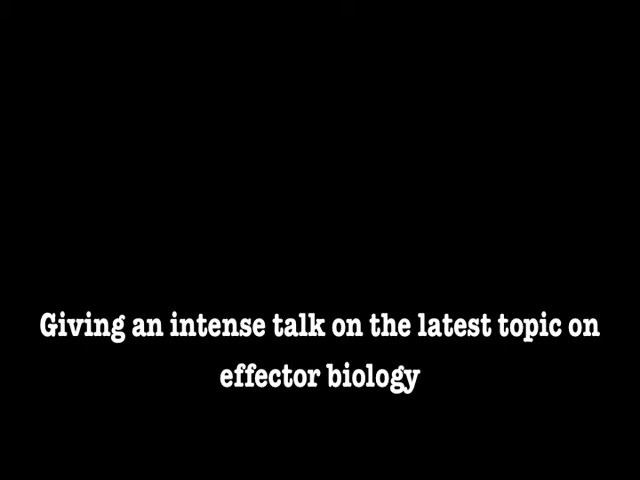 Giving an intense talk on the latest topic on
effector biology